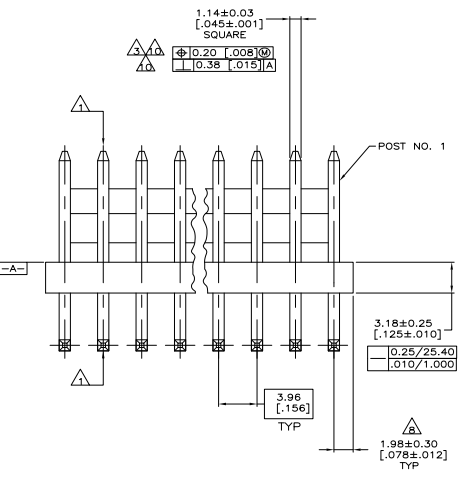 1.14±0.03
[.045±.001]
SQUARE
3 10
⌖ 0.20 [.008]Ⓜ
10
⊥ 0.38 [.015] A
1
POST NO. 1
-A-
3.18±0.25
[.125±.010]
— 0.25/25.40
.010/1.000
1
3.96
[.156]
TYP
8
1.98±0.30
[.078±.012]
TYP